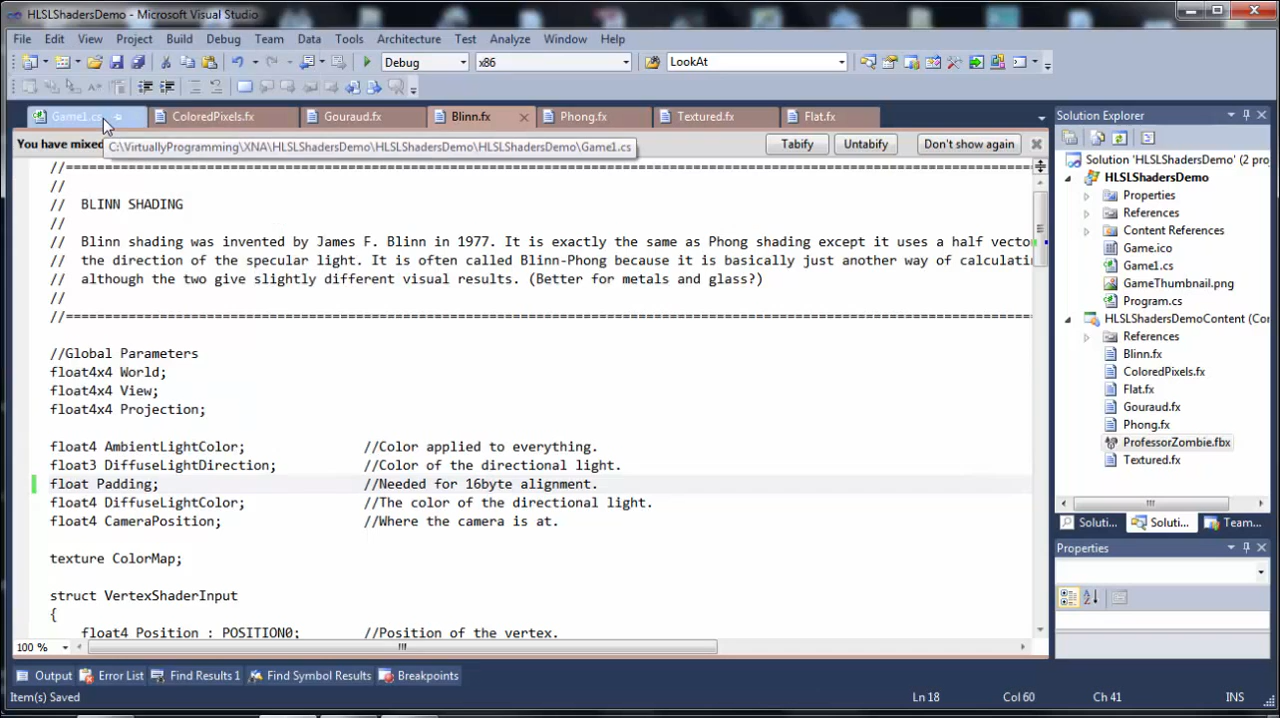 HLSLShadersDemo - Microsoft Visual Studio
File Edit View Project Build Debug Team Data Tools Architecture Test Analyze Window Help
Debug x86 LookAt
Game1.cs ColoredPixels.fx Gouraud.fx Blinn.fx Phong.fx Textured.fx Flat.fx
You have mixed Tabify Untabify Don't show again
C:\VirtuallyProgramming\XNA\HLSLShadersDemo\HLSLShadersDemo\HLSLShadersDemo\Game1.cs
//
// BLINN SHADING
//
// Blinn shading was invented by James F. Blinn in 1977. It is exactly the same as Phong shading except it uses a half vecto
// the direction of the specular light. It is often called Blinn-Phong because it is basically just another way of calculati
// although the two give slightly different visual results. (Better for metals and glass?)
//
//Global Parameters
float4x4 World;
float4x4 View;
float4x4 Projection;
float4 AmbientLightColor; //Color applied to everything.
float3 DiffuseLightDirection; //Color of the directional light.
float Padding; //Needed for 16byte alignment.
float4 DiffuseLightColor; //The color of the directional light.
float4 CameraPosition; //Where the camera is at.
texture ColorMap;
struct VertexShaderInput
{
float4 Position : POSITION0; //Position of the vertex.
100 %
Solution Explorer
Solution 'HLSLShadersDemo' (2 proj
HLSLShadersDemo
Properties
References
Content References
Game.ico
Game1.cs
GameThumbnail.png
Program.cs
HLSLShadersDemoContent (Co
References
Blinn.fx
ColoredPixels.fx
Flat.fx
Gouraud.fx
Phong.fx
ProfessorZombie.fbx
Textured.fx
Soluti... Soluti... Team...
Properties
Output Error List Find Results 1 Find Symbol Results Breakpoints
Item(s) Saved Ln 18 Col 60 Ch 41 INS